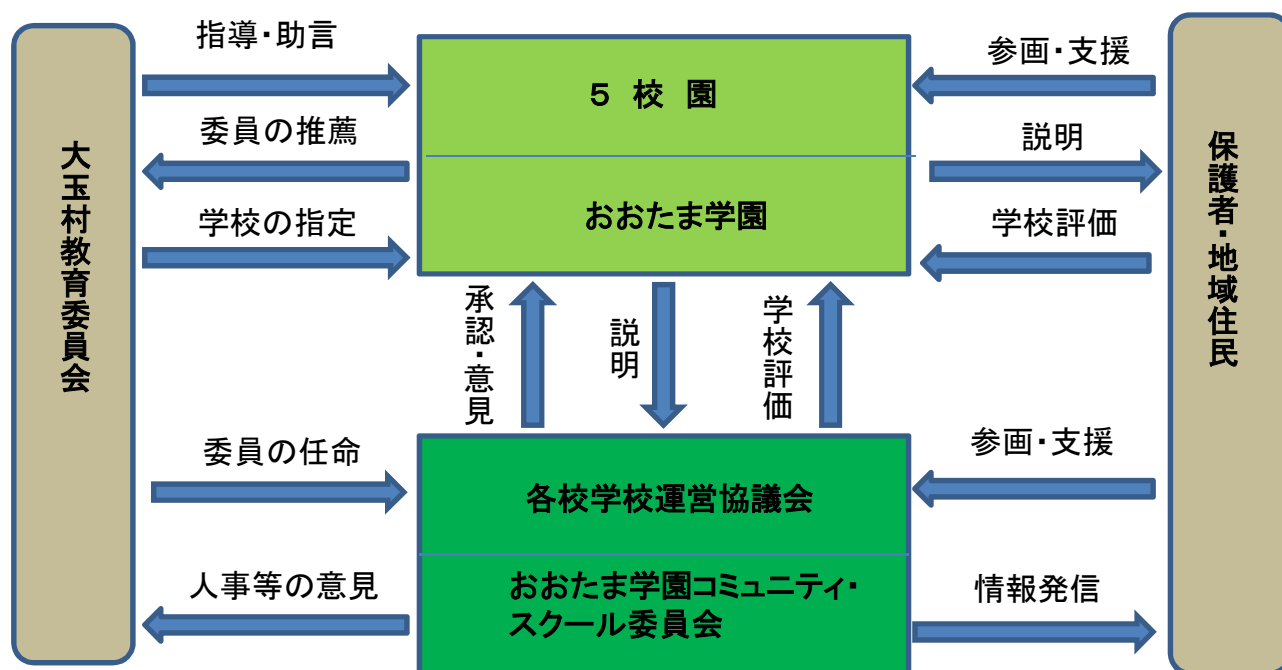 指導・助言
参画・支援
５ 校 園
委員の推薦
説明
大玉村教育委員会
保護者・地域住民
おおたま学園
学校の指定
学校評価
承認・意見
説明
学校評価
委員の任命
参画・支援
各校学校運営協議会
人事等の意見
おおたま学園コミュニティ・
スクール委員会
情報発信